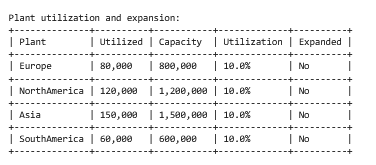 Plant utilization and expansion:
+--------------+----------+-----------+-------------+----------+
| Plant        | Utilized | Capacity  | Utilization | Expanded |
+--------------+----------+-----------+-------------+----------+
| Europe       | 80,000   | 800,000   | 10.0%       | No       |
+--------------+----------+-----------+-------------+----------+
| NorthAmerica | 120,000  | 1,200,000 | 10.0%       | No       |
+--------------+----------+-----------+-------------+----------+
| Asia         | 150,000  | 1,500,000 | 10.0%       | No       |
+--------------+----------+-----------+-------------+----------+
| SouthAmerica | 60,000   | 600,000   | 10.0%       | No       |
+--------------+----------+-----------+-------------+----------+